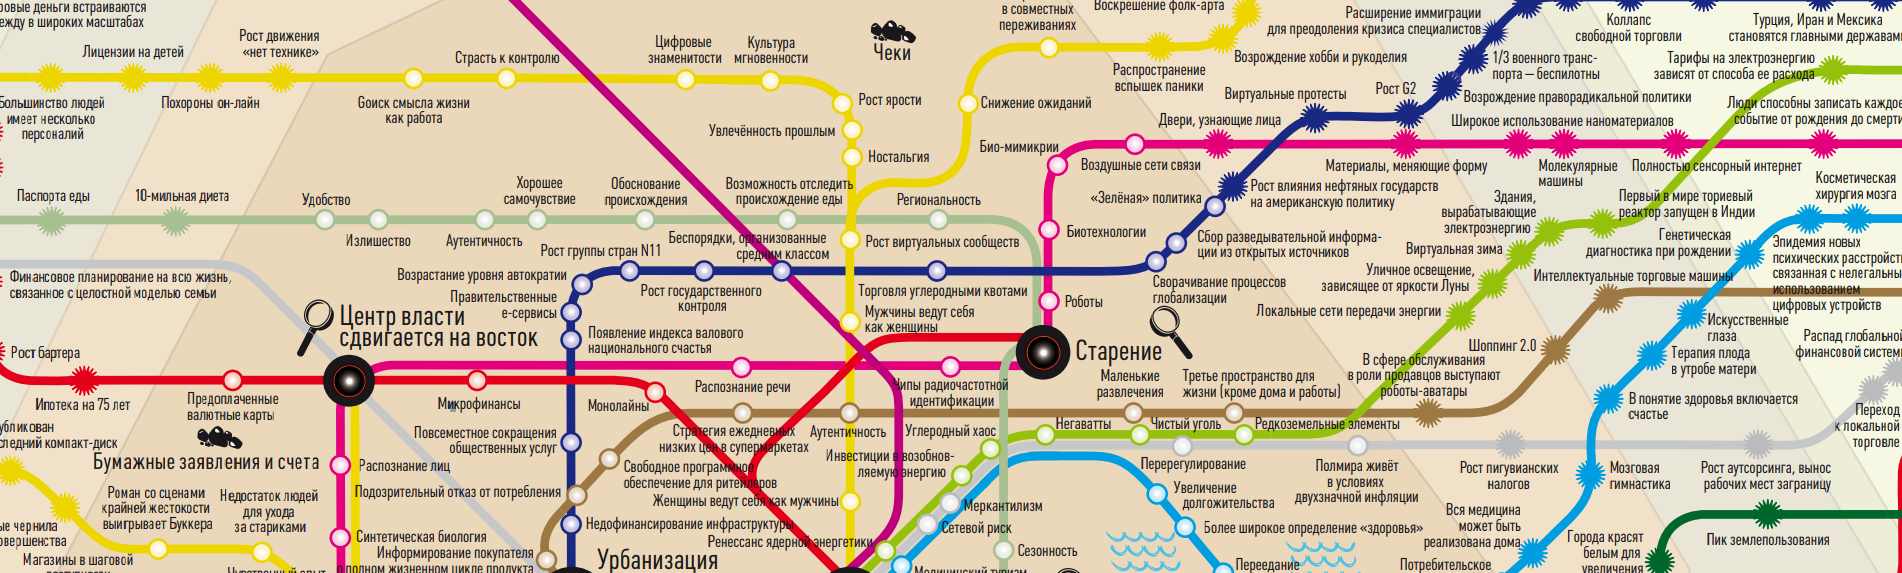 ровые деньги встраиваются
ежду в широких масштабах
Лицензии на детей
Рост движения
«нет технике»
Страсть к контролю
Цифровые
знаменитости
Культура
мгновенности
Чеки
в совместных
переживаниях
Воскрешение фолк-арта
Расширение иммиграции
для преодоления кризиса специалистов
Коллапс
свободной торговли
Турция, Иран и Мексика
становятся главными державами
Большинство людей
имеет несколько
персоналий
Похороны он-лайн
Gоиск смысла жизни
как работа
Рост ярости
Увлечённость прошлым
Ностальгия
Снижение ожиданий
Распространение
вспышек паники
Возрождение хобби и рукоделия
Виртуальные протесты
Рост G2
1/3 военного транс-
порта – беспилотны
Тарифы на электроэнергию
зависят от способа ее расхода
Возрождение праворадикальной политики
Люди способны записать каждое
событие от рождения до смерти
Двери, узнающие лица
Широкое использование наноматериалов
Био-мимикрии
Воздушные сети связи
Материалы, меняющие форму
Молекулярные
машины
Полностью сенсорный интернет
Косметическая
хирургия мозга
Паспорта еды
10-мильная диета
Удобство
Излишество
Аутентичность
Хорошее
самочувствие
Обоснование
происхождения
Возможность отследить
происхождение еды
Региональность
«Зелёная» политика
Рост влияния нефтяных государств
на американскую политику
Здания,
вырабатывающие
электроэнергию
Первый в мире ториевый
реактор запущен в Индии
Биотехнологии
Сбор разведывательной информа-
ции из открытых источников
Виртуальная зима
Генетическая
диагностика при рождении
Эпидемия новых
психических расстройств
связанная с нелегальны
использованием
цифровых устройств
Финансовое планирование на всю жизнь,
связанное с целостной моделью семьи
Рост группы стран N11
Беспорядки, организованные
средним классом
Рост виртуальных сообществ
Возрастание уровня автократии
Правительственные
e-сервисы
Рост государственного
контроля
Торговля углеродными квотами
Мужчины ведут себя
как женщины
Роботы
Сворачивание процессов
глобализации
Уличное освещение,
зависящее от яркости Луны
Интеллектуальные торговые машины
Локальные сети передачи энергии
Искусственные
глаза
Распад глобальной
финансовой систем
Центр власти
сдвигается на восток
Появление индекса валового
национального счастья
Старение
Шоппинг 2.0
Терапия плода
в утробе матери
Рост бартера
Ипотека на 75 лет
Предоплаченные
валютные карты
Микрофинансы
Монолайны
Распознание речи
Чипы радиочастотной
идентификации
Маленькие
развлечения
Третье пространство для
жизни (кроме дома и работы)
В сфере обслуживания
в роли продавцов выступают
роботы-аватары
В понятие здоровья включается
счастье
Переход
к локальной
торговле
убликован
следний компакт-диск
Бумажные заявления и счета
Распознание лиц
Повсеместное сокращения
общественных услуг
Стратегия ежедневных
низких цен в супермаркетах
Аутентичность
Углеродный хаос
Негаватты
Чистый уголь
Редкоземельные элементы
Свободное программное
обеспечение для ритейлеров
Инвестиции в возобнов-
ляемую энергию
Перерегулирование
Полмира живёт
в условиях
двухзначной инфляции
Рост пигувианских
налогов
Мозговая
гимнастика
Рост аутсорсинга, вынос
рабочих мест заграницу
Роман со сценами
крайней жестокости
выигрывает Буккера
Недостаток людей
для ухода
за стариками
Подозрительный отказ от потребления
Женщины ведут себя как мужчины
Меркантилизм
Увеличение
долгожительства
ые чернила
овершенства
Магазины в шаговой
Синтетическая биология
Недофинансирование инфраструктуры
Ренессанс ядерной энергетики
Сетевой риск
Более широкое определение «здоровья»
Вся медицина
может быть
реализована дома
Города красят
белым для
увеличения
Пик землепользования
Информирование покупателя
о полном жизненном цикле продукта
Урбанизация
Сезонность
Медицинский туризм
Переедание
Потребительское